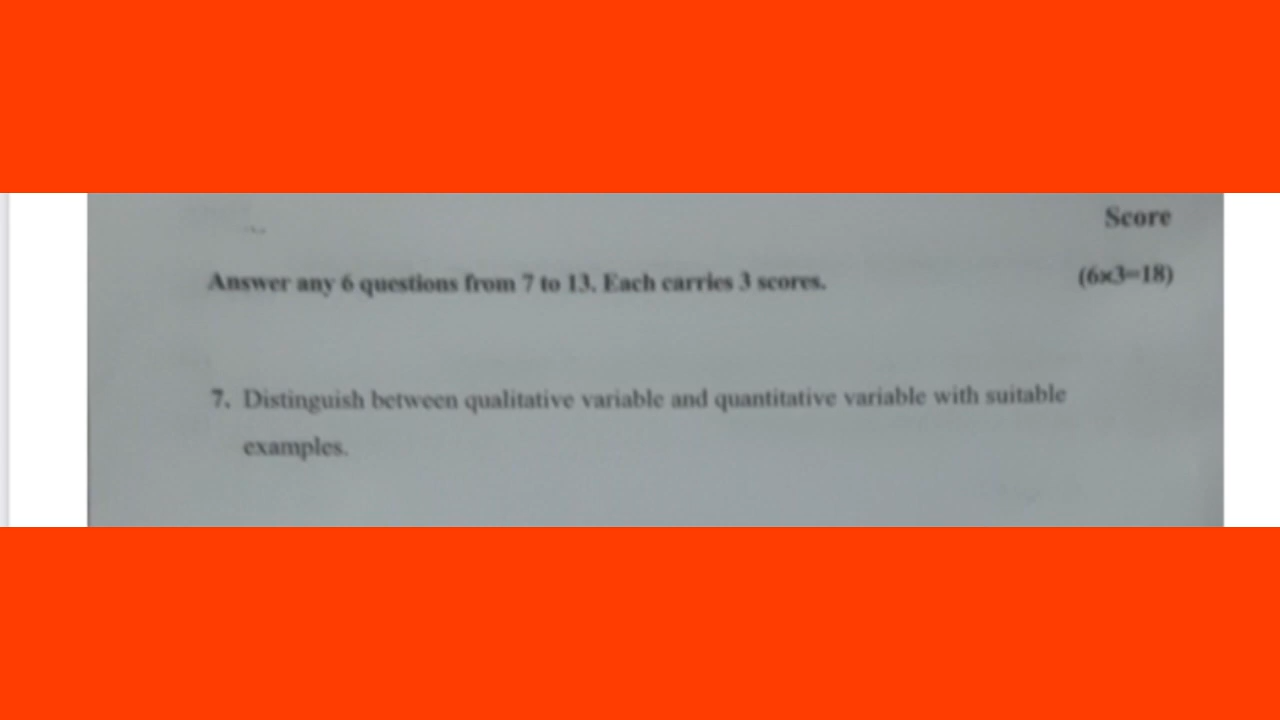 Score
Answer any 6 questions from 7 to 13. Each carries 3 scores. (6x3=18)
7. Distinguish between qualitative variable and quantitative variable with suitable
examples.